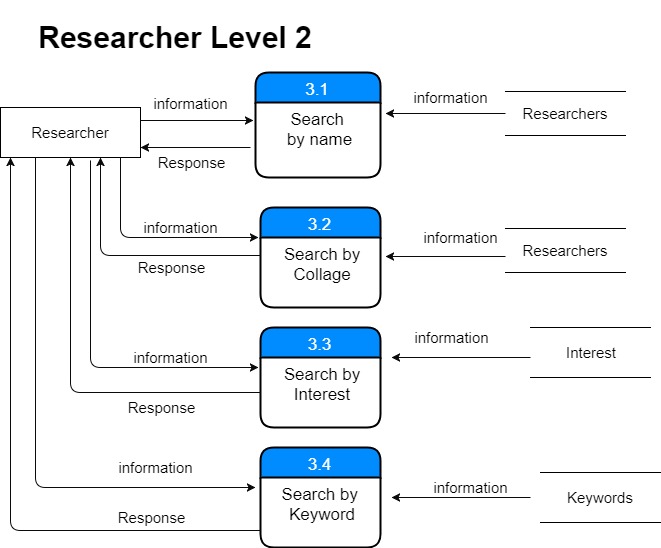 Researcher Level 2
3.1
information
information
Search
by name
Researchers
Researcher
Response
3.2
information
information
Search by
Collage
Researchers
Response
3.3
information
information
Search by
Interest
Interest
Response
3.4
information
information
Search by
Keyword
Keywords
Response